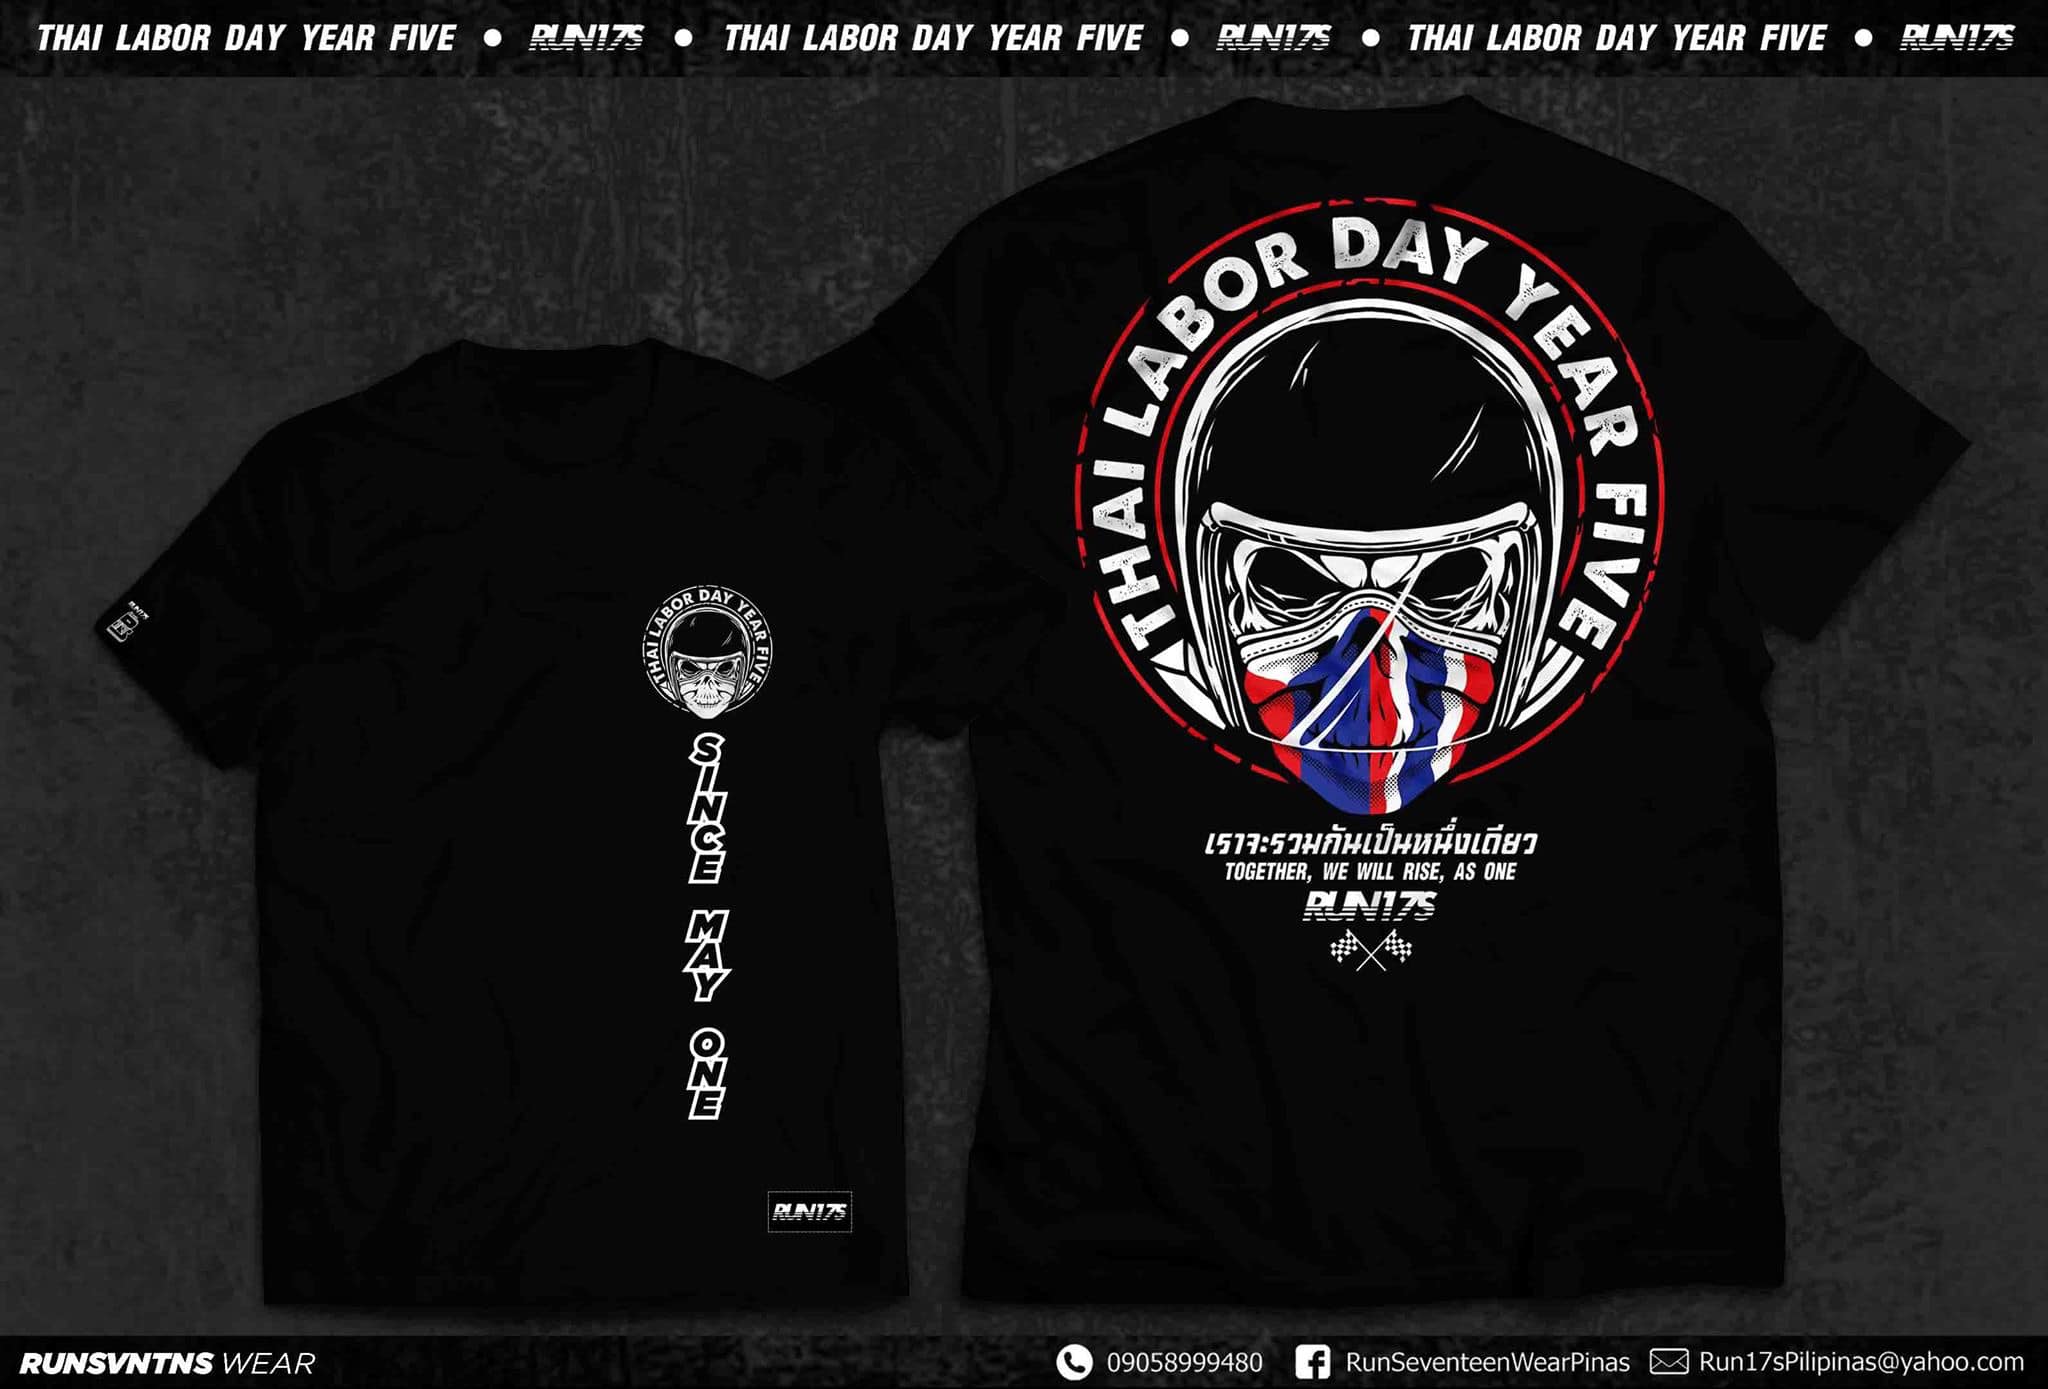 THAI LABOR DAY YEAR FIVE • RUN17S • THAI LABOR DAY YEAR FIVE • RUN17S • THAI LABOR DAY YEAR FIVE • RUN17S
THAI LABOR DAY YEAR FIVE
SINCE MAY ONE
RUN17S
RUN17S
THAI LABOR DAY YEAR FIVE
เราจะรวมกันเป็นหนึ่งเดียว
TOGETHER, WE WILL RISE, AS ONE
RUN17S
RUNSVNTNS WEAR
09058999480
RunSeventeenWearPinas
Run17sPilipinas@yahoo.com